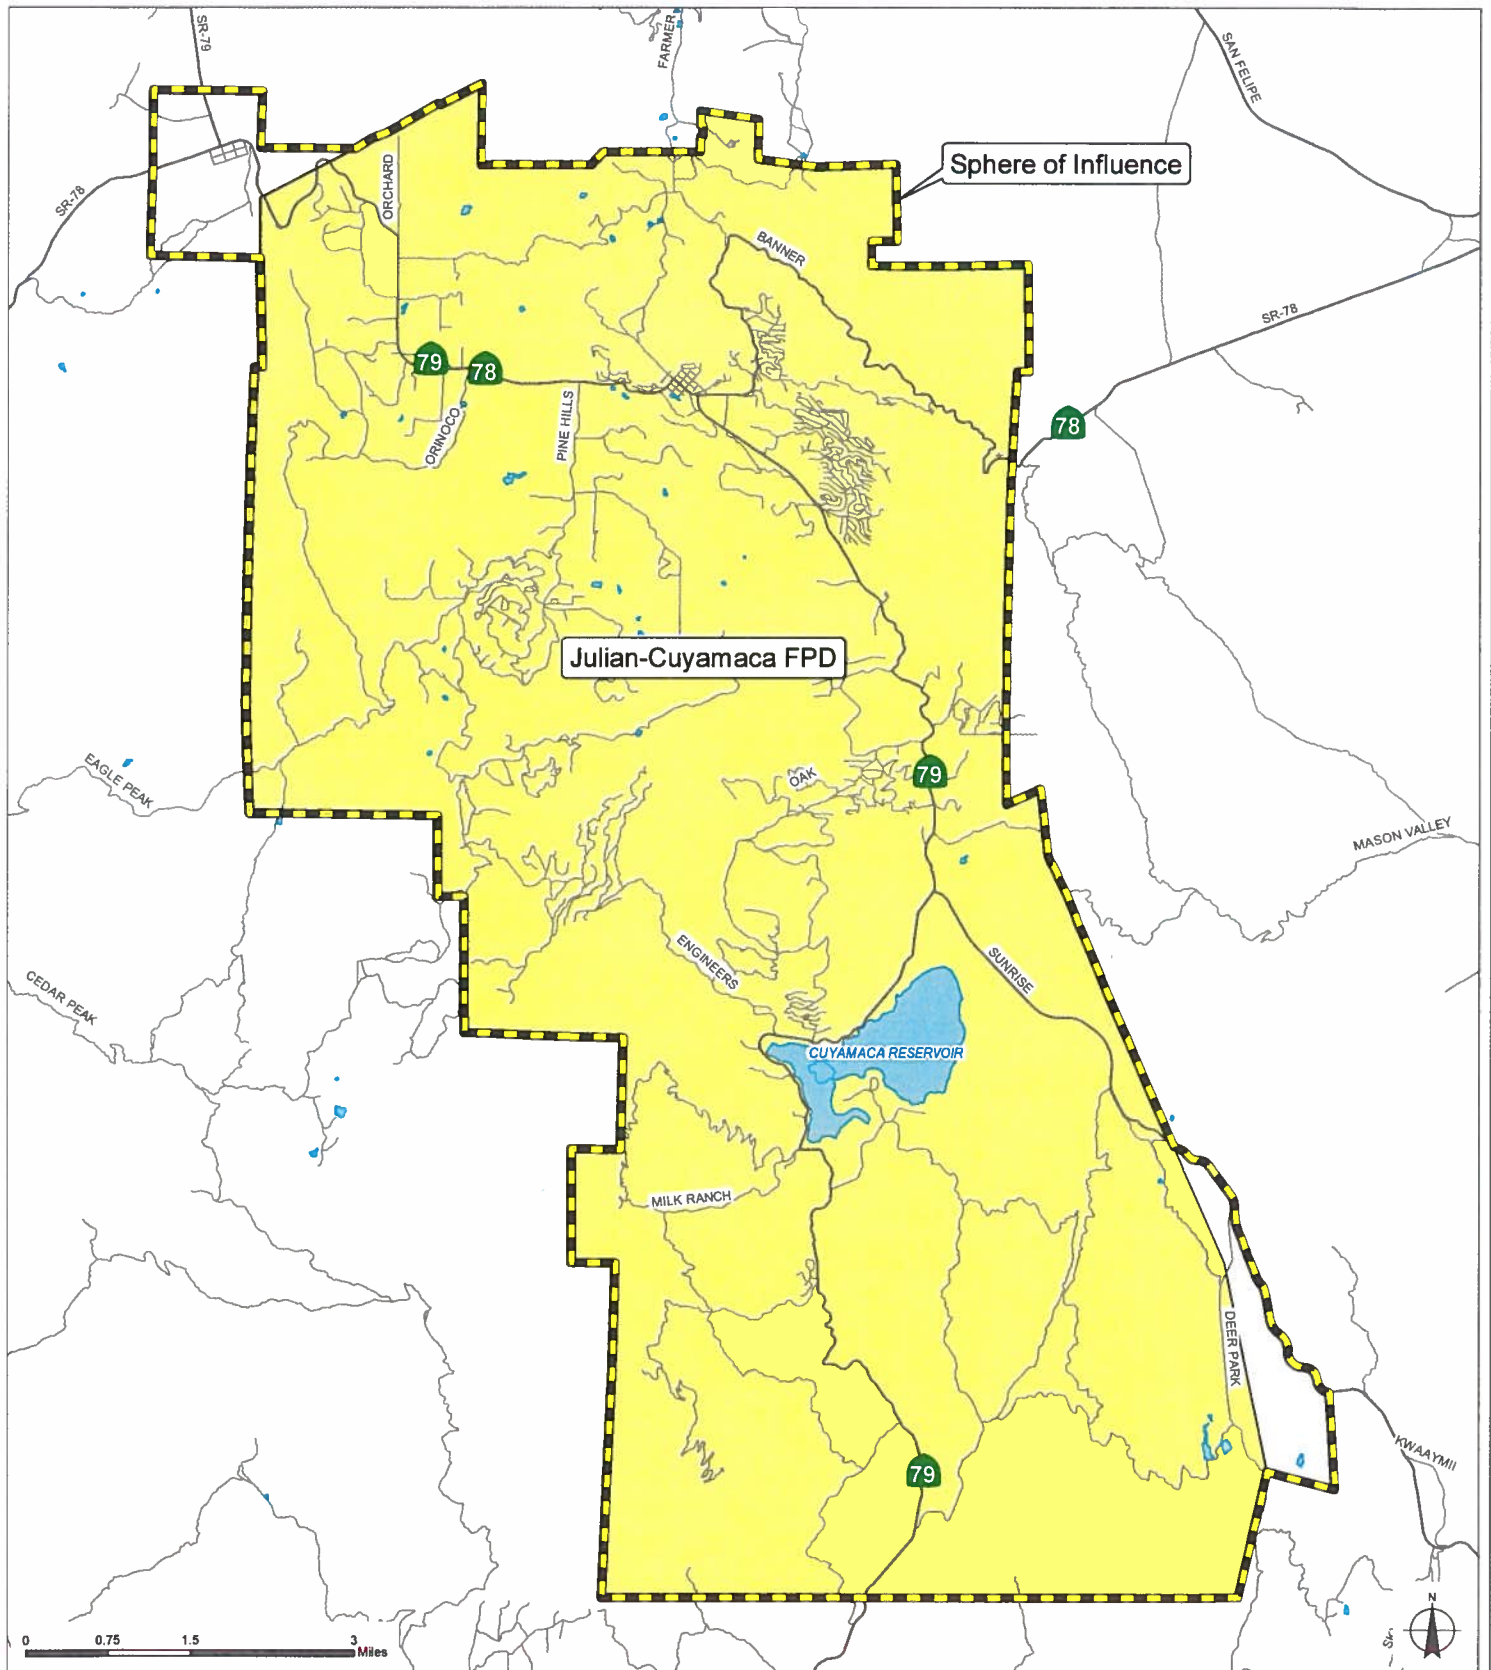 SR-79
FARMER
SAN FELIPE
Sphere of Influence
ORCHARD
SR-78
BANNER
SR-78
79
78
78
ORINOCO
PINE HILLS
Julian-Cuyamaca FPD
EAGLE PEAK
OAK
79
MASON VALLEY
ENGINEERS
SUNRISE
CEDAR PEAK
CUYAMACA RESERVOIR
MILK RANCH
DEER PARK
79
KWAAYMII
N
0 0.75 1.5 3
Miles